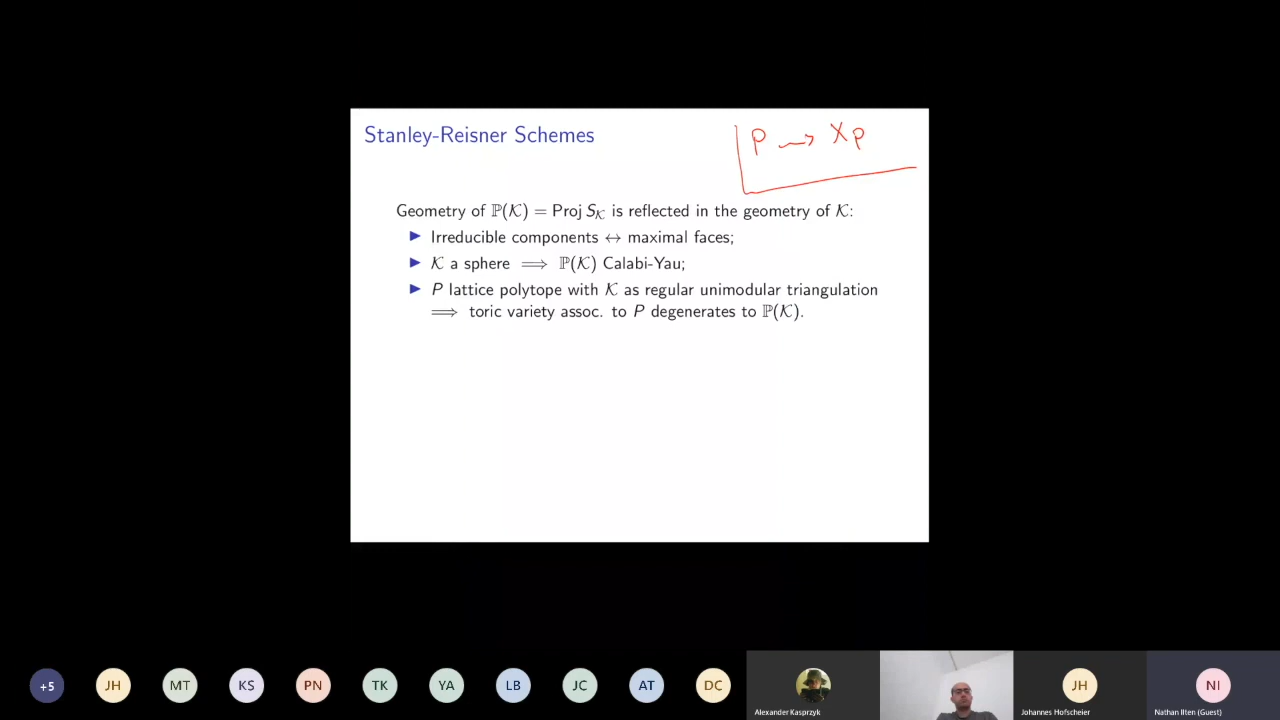 Stanley-Reisner Schemes
P ⇝ X_P
Geometry of ℙ(𝒦) = Proj S_𝒦 is reflected in the geometry of 𝒦:
▶ Irreducible components ↔ maximal faces;
▶ 𝒦 a sphere ⟹ ℙ(𝒦) Calabi-Yau;
▶ P lattice polytope with 𝒦 as regular unimodular triangulation
⟹ toric variety assoc. to P degenerates to ℙ(𝒦).
+5 JH MT KS PN TK YA LB JC AT DC JH NI
Alexander Kasprzyk Johannes Hofscheier Nathan Ilten (Guest)